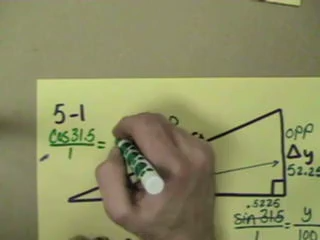 5-1
cos 31.5 =
1
opp
Δy
52.25
.5225
sin 31.5 = y
1 100